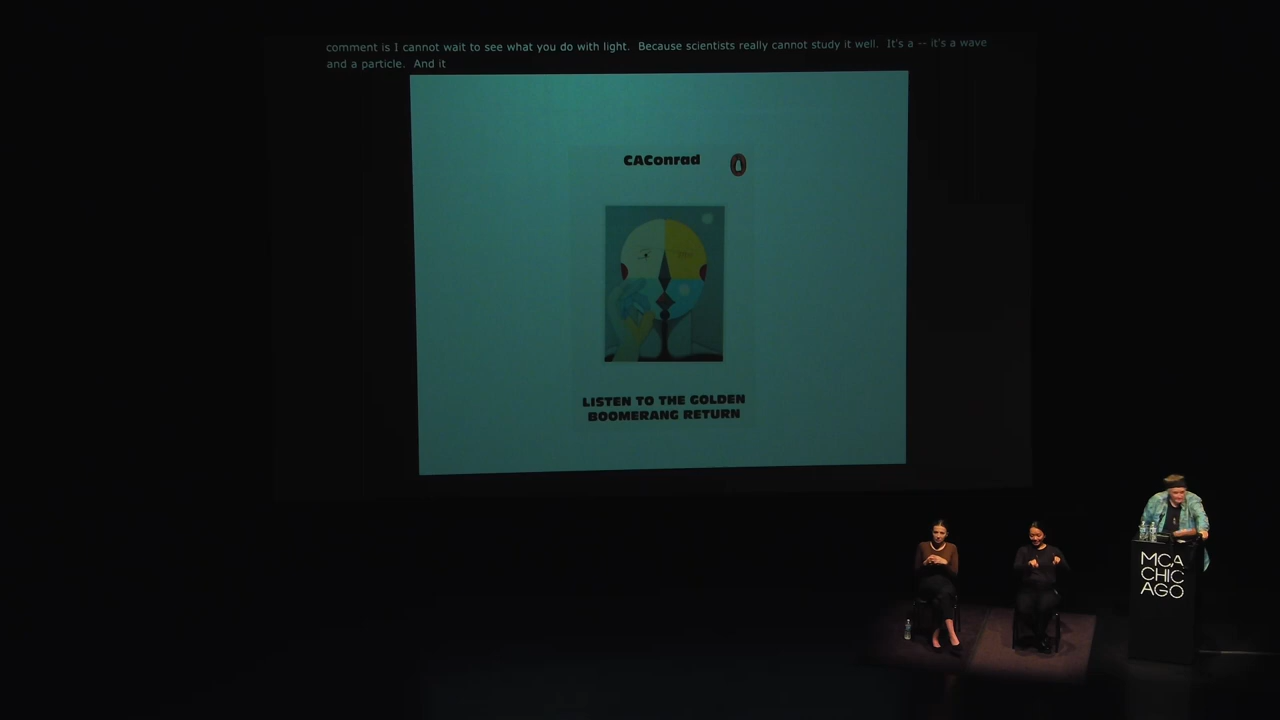 comment is I cannot wait to see what you do with light.  Because scientists really cannot study it well.  It's a -- it's a wave
and a particle.  And it
CAConrad
LISTEN TO THE GOLDEN
BOOMERANG RETURN
MCA
CHIC
AGO